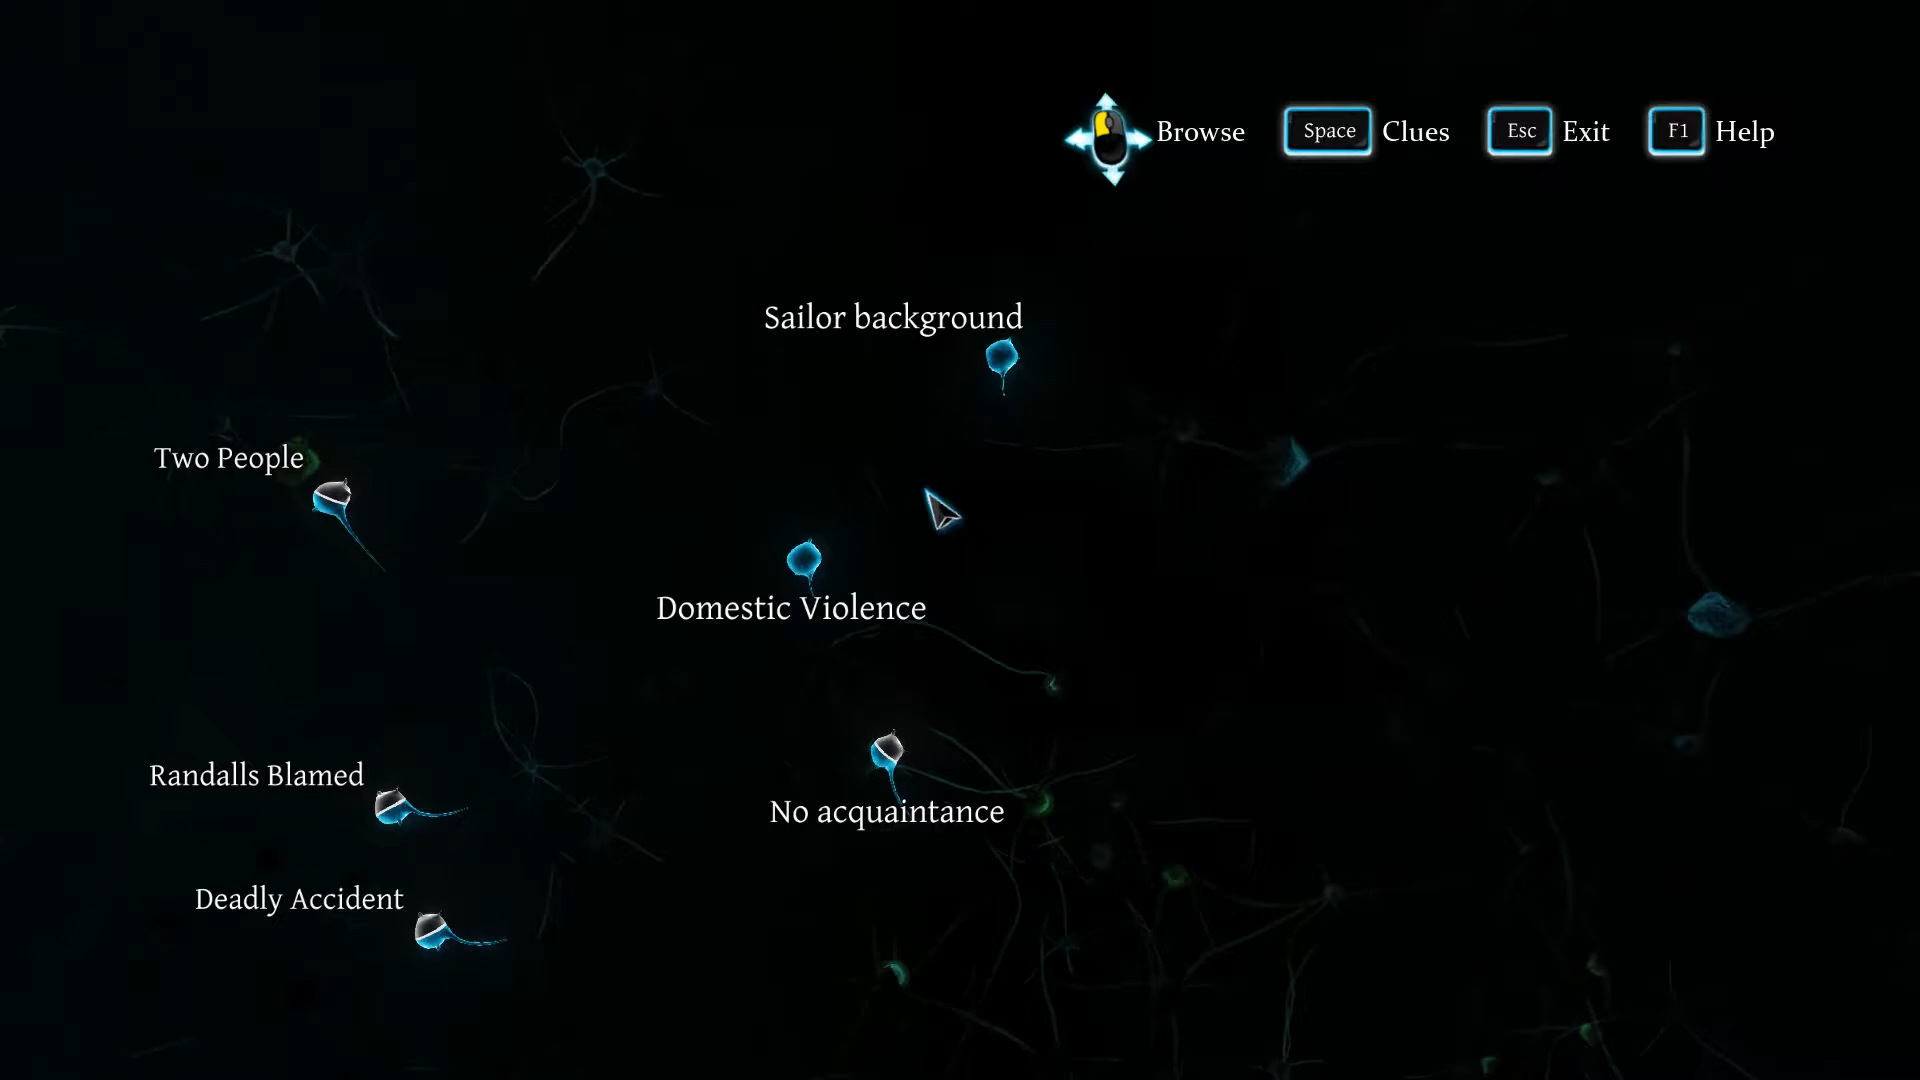 Browse
Space Clues
Esc Exit
F1 Help
Sailor background
Two People
Domestic Violence
Randalls Blamed
No acquaintance
Deadly Accident